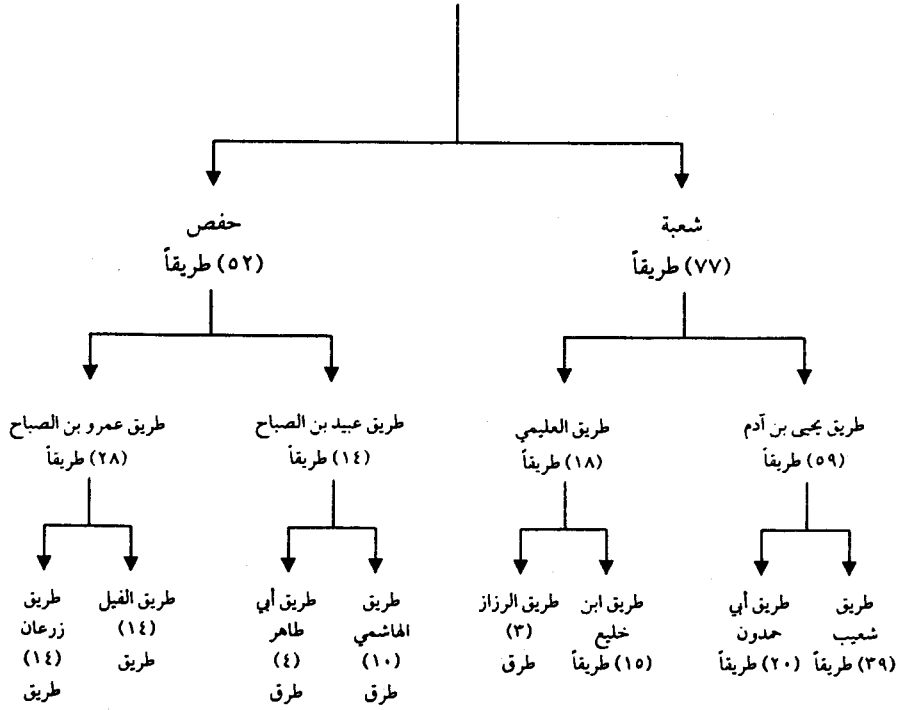 شعبة
(٧٧) طريقاً
حفص
(٥٢) طريقاً
طريق يحيى بن آدم
(٥٩) طريقاً
طريق العليمي
(١٨) طريقاً
طريق عبيد بن الصباح
(١٤) طريقاً
طريق عمرو بن الصباح
(٢٨) طريقاً
طريق
شعيب
(٣٩) طريقاً
طريق أبي
حمدون
(٢٠) طريقاً
طريق ابن
خليع
(١٥) طريقاً
طريق الرزاز
(٣)
طرق
طريق
الهاشمي
(١٠)
طرق
طريق أبي
طاهر
(٤)
طرق
طريق الفيل
(١٤)
طريق
طريق
زرعان
(١٤)
طريق